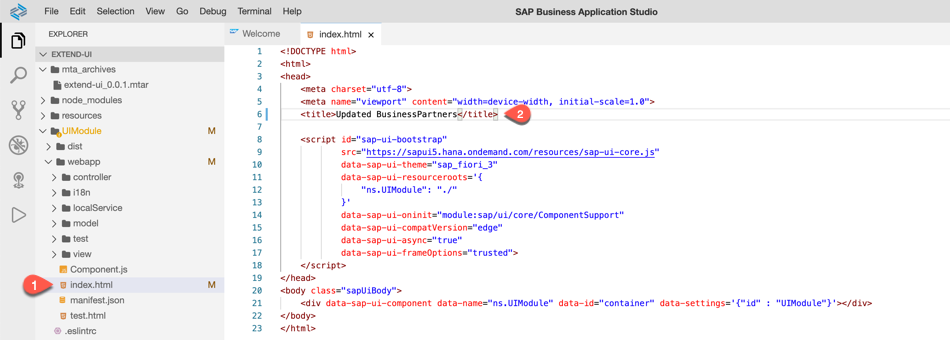 File Edit Selection View Go Debug Terminal Help SAP Business Application Studio
EXPLORER
EXTEND-UI
mta_archives
extend-ui_0.0.1.mtar
node_modules
resources
UIModule M
dist
webapp M
controller
i18n
localService
model
test
view
Component.js
1 index.html M
manifest.json
test.html
.eslintrc
Welcome index.html
1 <!DOCTYPE html>
2 <html>
3 <head>
4 <meta charset="utf-8">
5 <meta name="viewport" content="width=device-width, initial-scale=1.0">
6 <title>Updated BusinessPartners</title> 2
7
8 <script id="sap-ui-bootstrap"
9 src="https://sapui5.hana.ondemand.com/resources/sap-ui-core.js"
10 data-sap-ui-theme="sap_fiori_3"
11 data-sap-ui-resourceroots='{
12 "ns.UIModule": "./"
13 }'
14 data-sap-ui-oninit="module:sap/ui/core/ComponentSupport"
15 data-sap-ui-compatVersion="edge"
16 data-sap-ui-async="true"
17 data-sap-ui-frameOptions="trusted">
18 </script>
19 </head>
20 <body class="sapUiBody">
21 <div data-sap-ui-component data-name="ns.UIModule" data-id="container" data-settings='{"id" : "UIModule"}'></div>
22 </body>
23 </html>